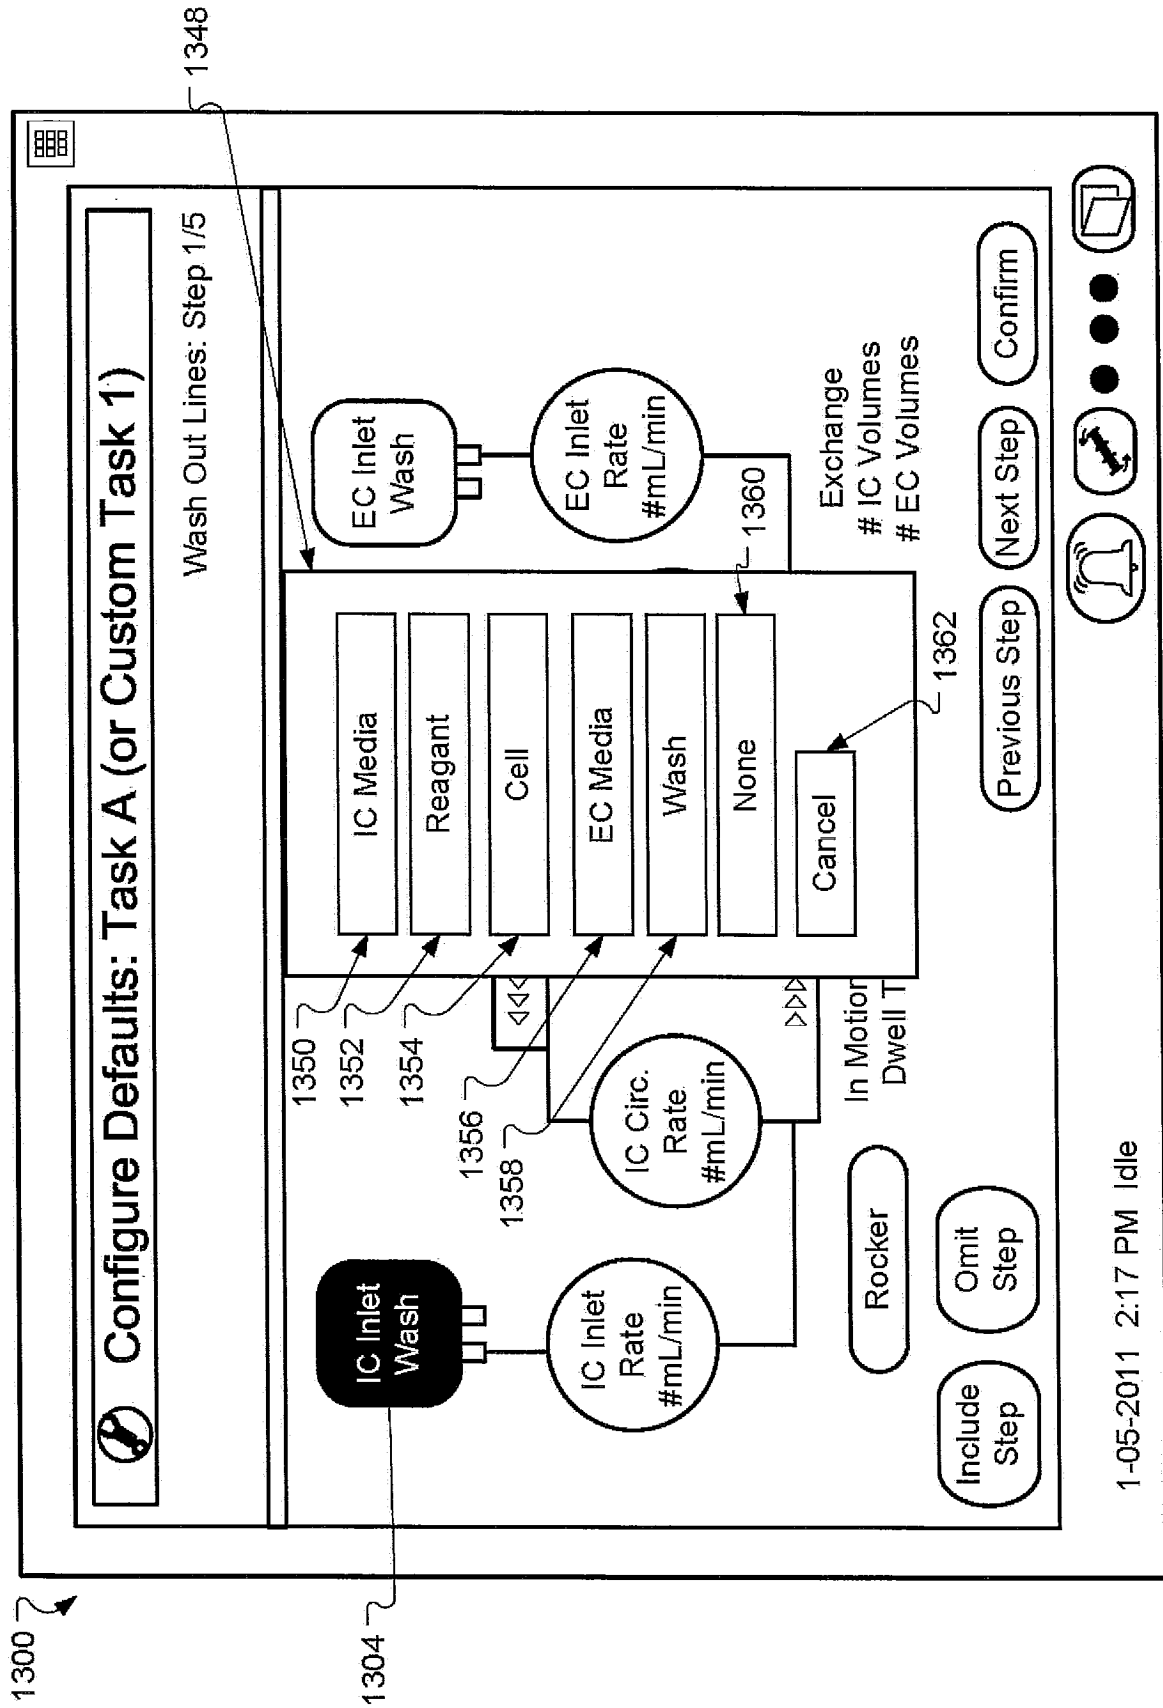 1300
1348
Configure Defaults: Task A (or Custom Task 1)
Wash Out Lines: Step 1/5
IC Inlet
Wash
1304
IC Inlet
Rate
#mL/min
IC Circ.
Rate
#mL/min
1350
1352
1354
1356
1358
IC Media
Reagant
Cell
EC Media
Wash
None
Cancel
1360
1362
EC Inlet
Wash
EC Inlet
Rate
#mL/min
Exchange
# IC Volumes
# EC Volumes
In Motion
Dwell T
Rocker
Include
Step
Omit
Step
Previous Step
Next Step
Confirm
1-05-2011 2:17 PM Idle